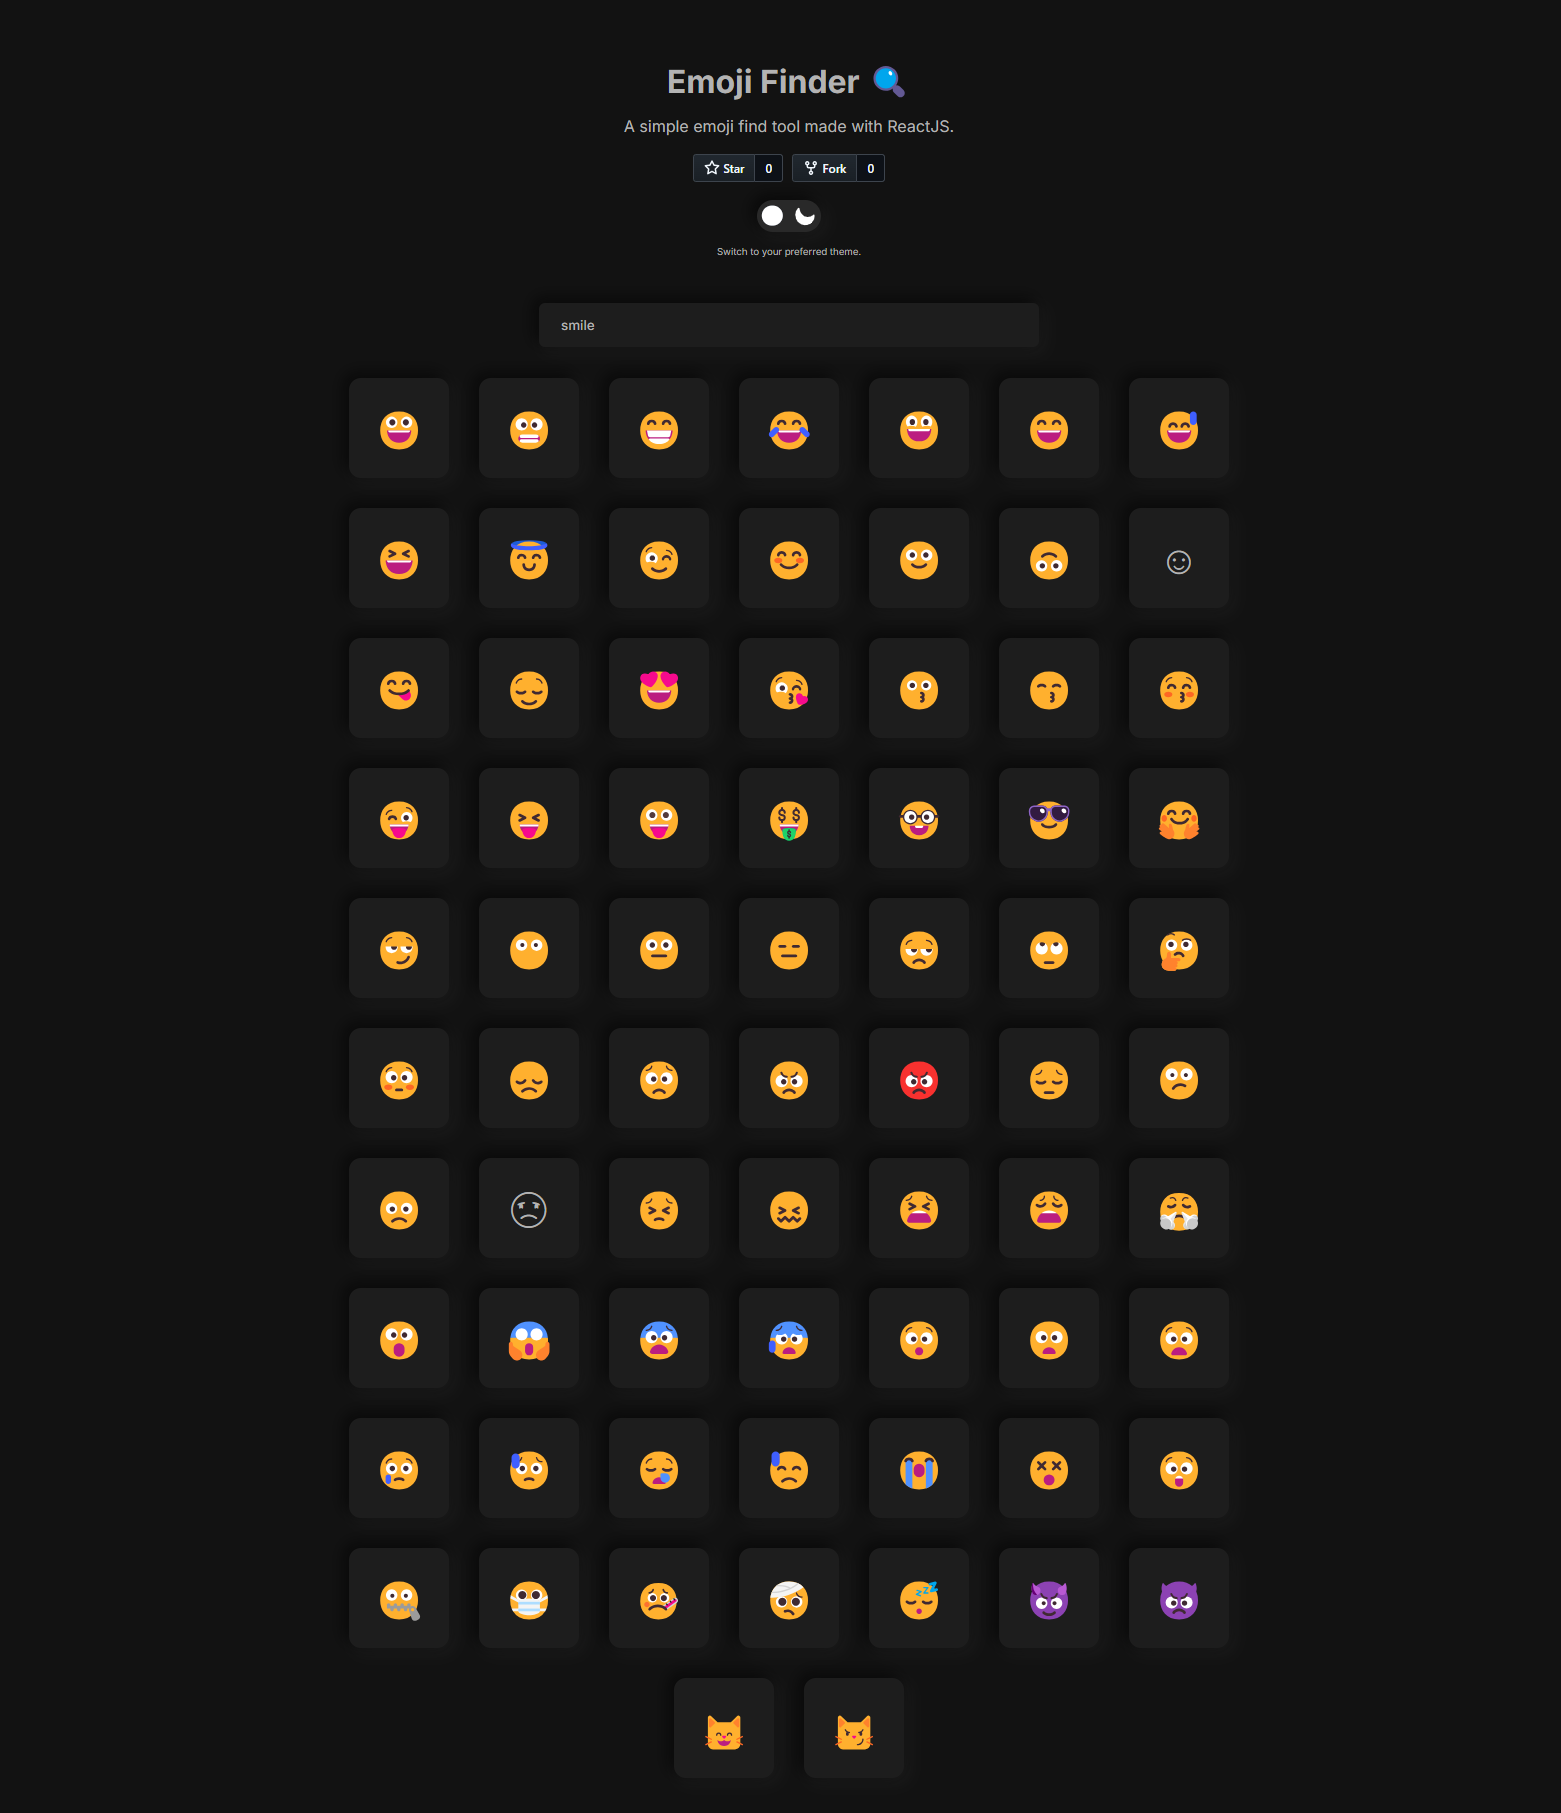 Emoji Finder
A simple emoji find tool made with ReactJS.
Star 0 Fork 0
Switch to your preferred theme.
smile